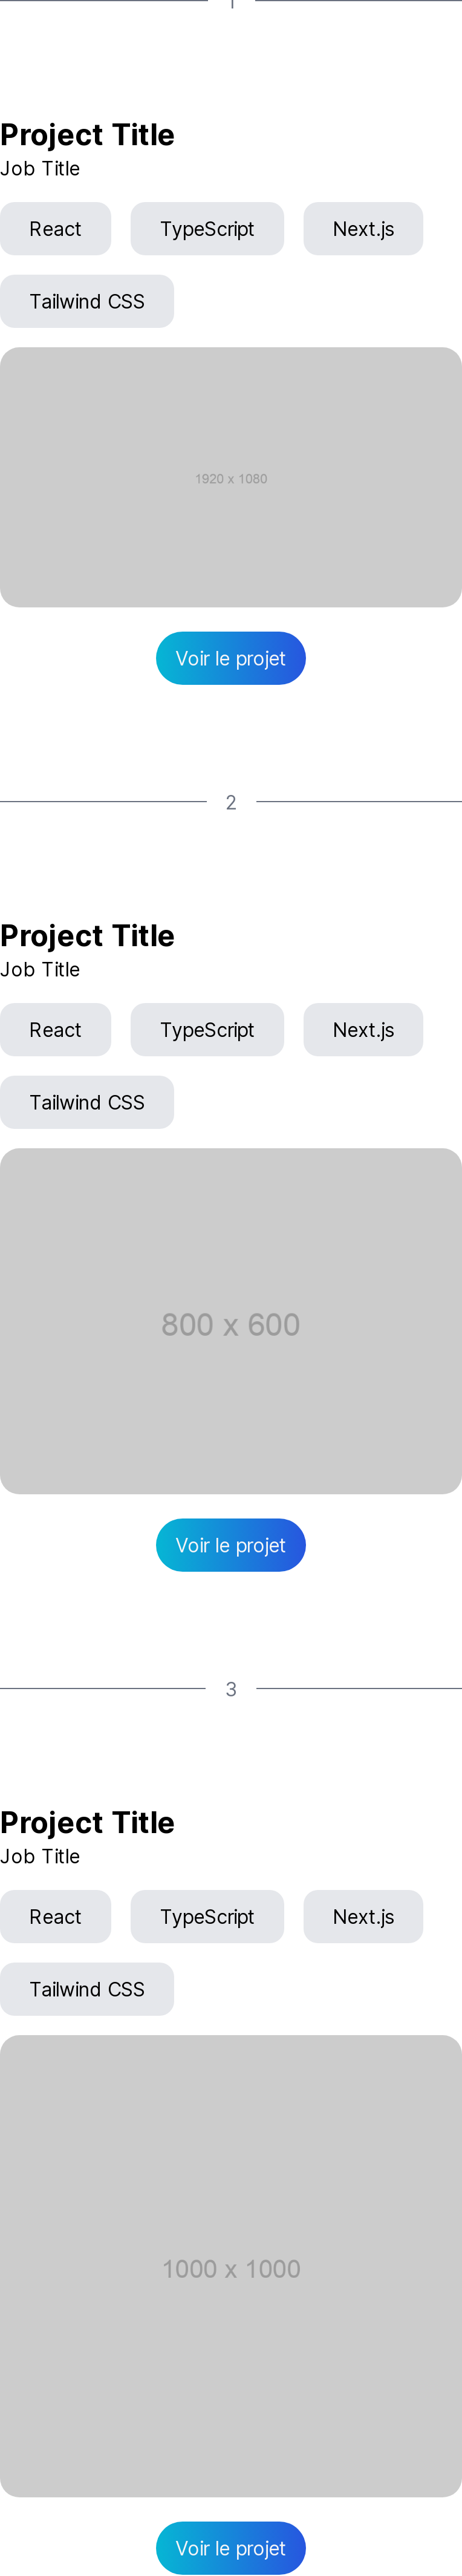 Project Title
Job Title
React TypeScript Next.js
Tailwind CSS
1920 x 1080
Voir le projet
2
Project Title
Job Title
React TypeScript Next.js
Tailwind CSS
800 x 600
Voir le projet
3
Project Title
Job Title
React TypeScript Next.js
Tailwind CSS
1000 x 1000
Voir le projet